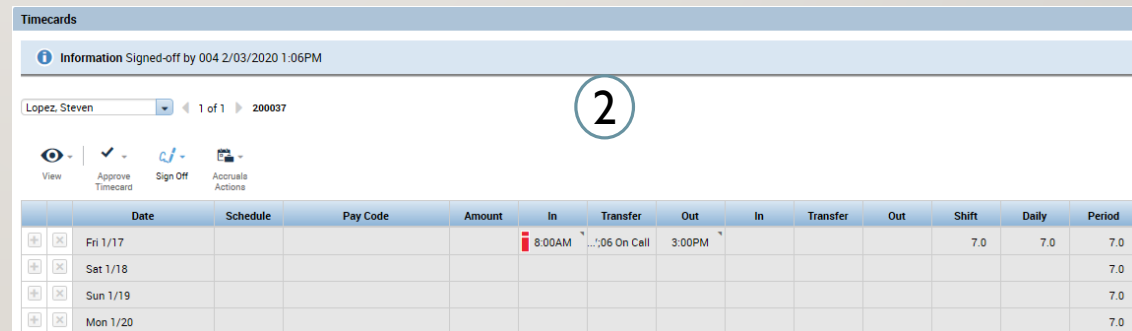 Timecards
Information Signed-off by 004 2/03/2020 1:06PM
2
Lopez, Steven 1 of 1 200037
View Approve Timecard Sign Off Accruals Actions
Date Schedule Pay Code Amount In Transfer Out In Transfer Out Shift Daily Period
Fri 1/17 8:00AM ...';06 On Call 3:00PM 7.0 7.0 7.0
Sat 1/18 7.0
Sun 1/19 7.0
Mon 1/20 7.0